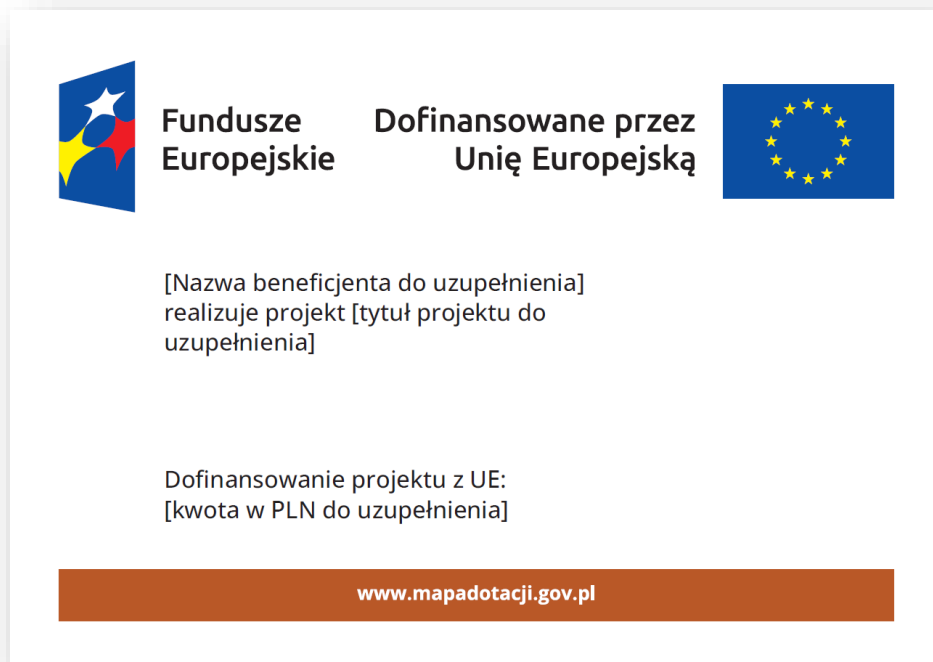 Fundusze
Europejskie
Dofinansowane przez
Unię Europejską
[Nazwa beneficjenta do uzupełnienia]
realizuje projekt [tytuł projektu do
uzupełnienia]
Dofinansowanie projektu z UE:
[kwota w PLN do uzupełnienia]
www.mapadotacji.gov.pl